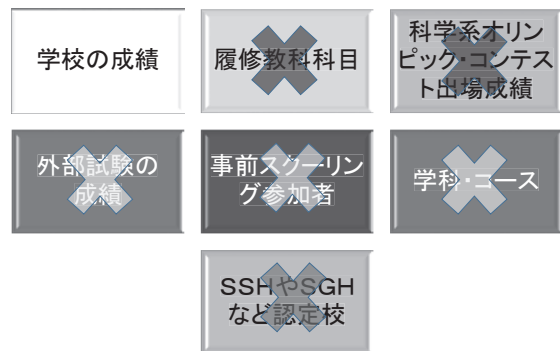 学校の成績
履修教科科目
科学系オリン
ピック・コンテス
ト出場成績
外部試験の
成績
事前スクーリン
グ参加者
学科・コース
SSHやSGH
など認定校